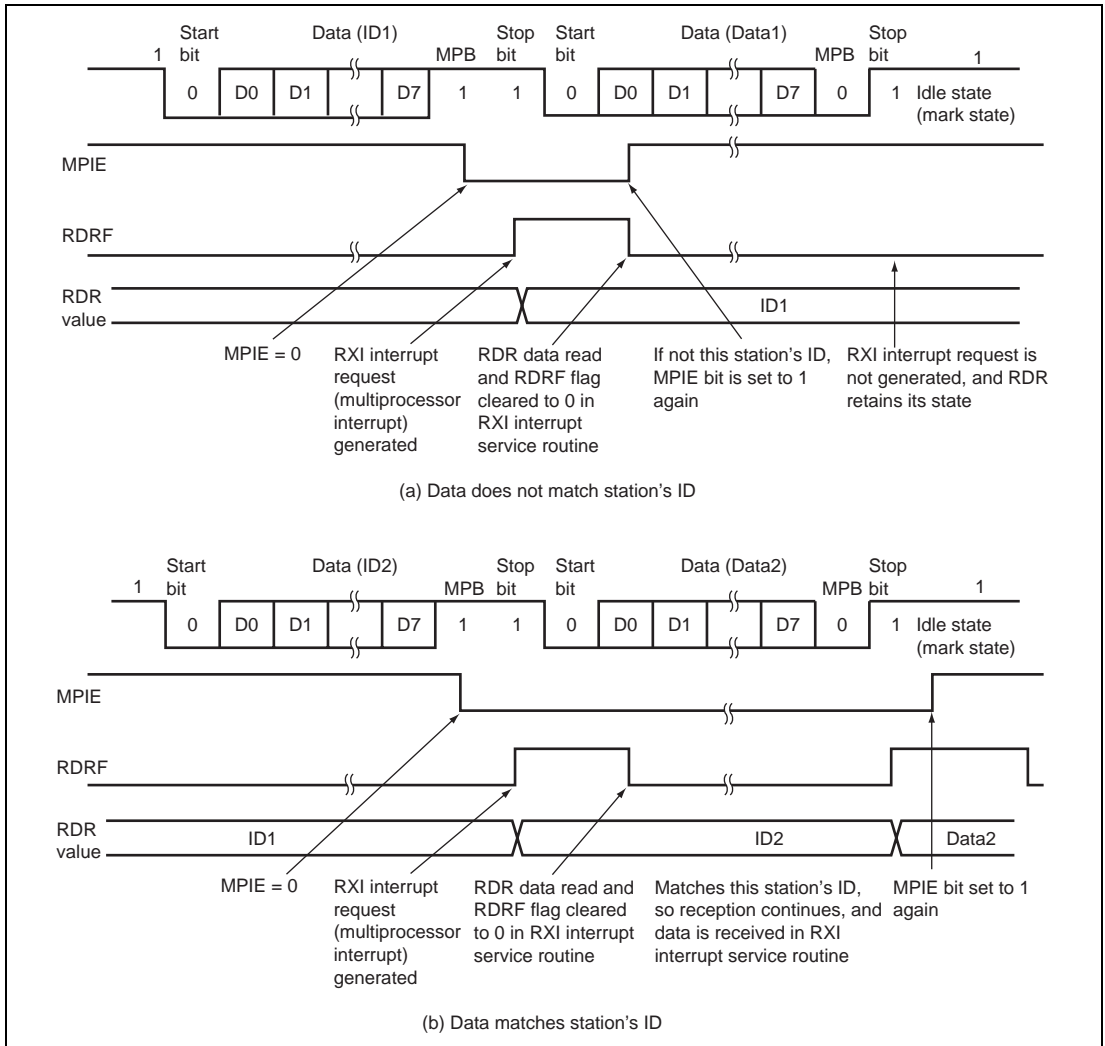 Start bit Data (ID1) Stop bit Start bit Data (Data1) Stop bit
1 MPB MPB 1
0 D0 D1 D7 1 1 0 D0 D1 D7 0 1 Idle state (mark state)
MPIE
RDRF
RDR value ID1
MPIE = 0
RXI interrupt request (multiprocessor interrupt) generated
RDR data read and RDRF flag cleared to 0 in RXI interrupt service routine
If not this station's ID, MPIE bit is set to 1 again
RXI interrupt request is not generated, and RDR retains its state
(a) Data does not match station's ID
Start bit Data (ID2) Stop bit Start bit Data (Data2) Stop bit
1 MPB MPB 1
0 D0 D1 D7 1 1 0 D0 D1 D7 0 1 Idle state (mark state)
MPIE
RDRF
RDR value ID1 ID2 Data2
MPIE = 0
RXI interrupt request (multiprocessor interrupt) generated
RDR data read and RDRF flag cleared to 0 in RXI interrupt service routine
Matches this station's ID, so reception continues, and data is received in RXI interrupt service routine
MPIE bit set to 1 again
(b) Data matches station's ID